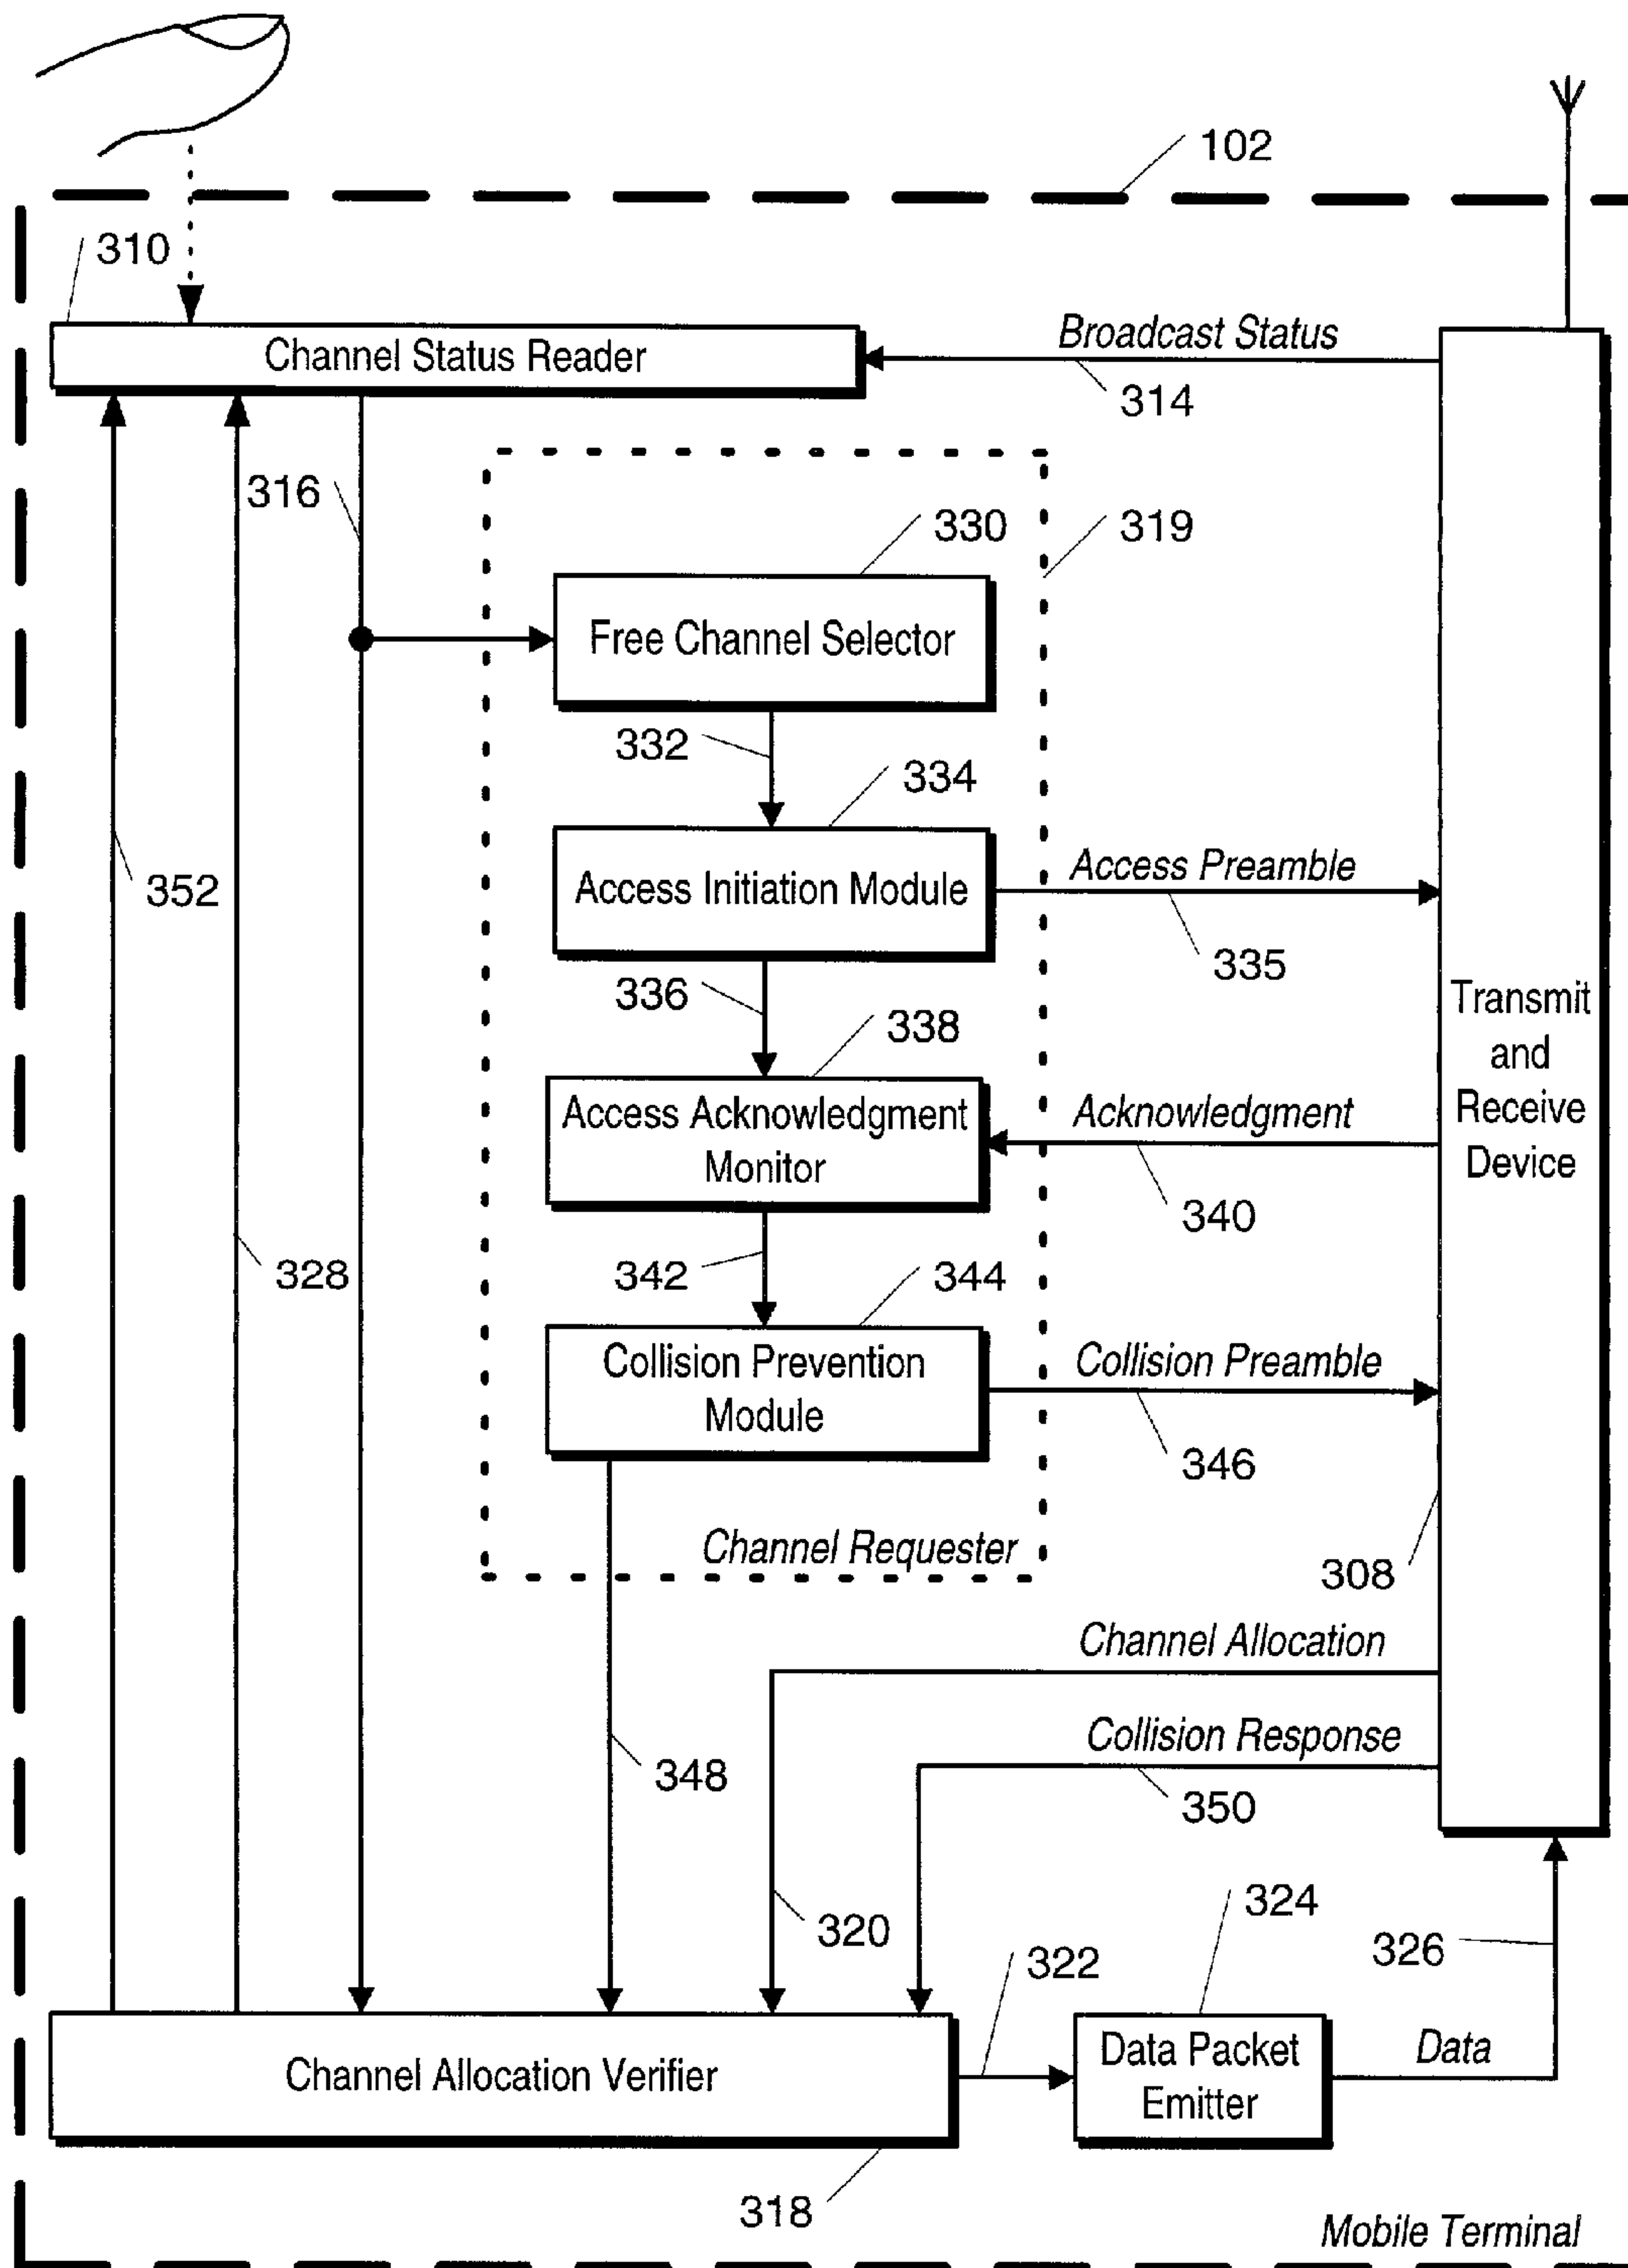 102
310
Channel Status Reader
Broadcast Status
314
316
330
319
Free Channel Selector
332
334
352
Access Initiation Module
Access Preamble
335
336
338
Transmit
and
Receive
Device
Access Acknowledgment
Monitor
Acknowledgment
340
328
342
344
Collision Prevention
Module
Collision Preamble
346
Channel Requester
308
Channel Allocation
Collision Response
348
350
320
324
322
326
Channel Allocation Verifier
Data Packet
Emitter
Data
318
Mobile Terminal